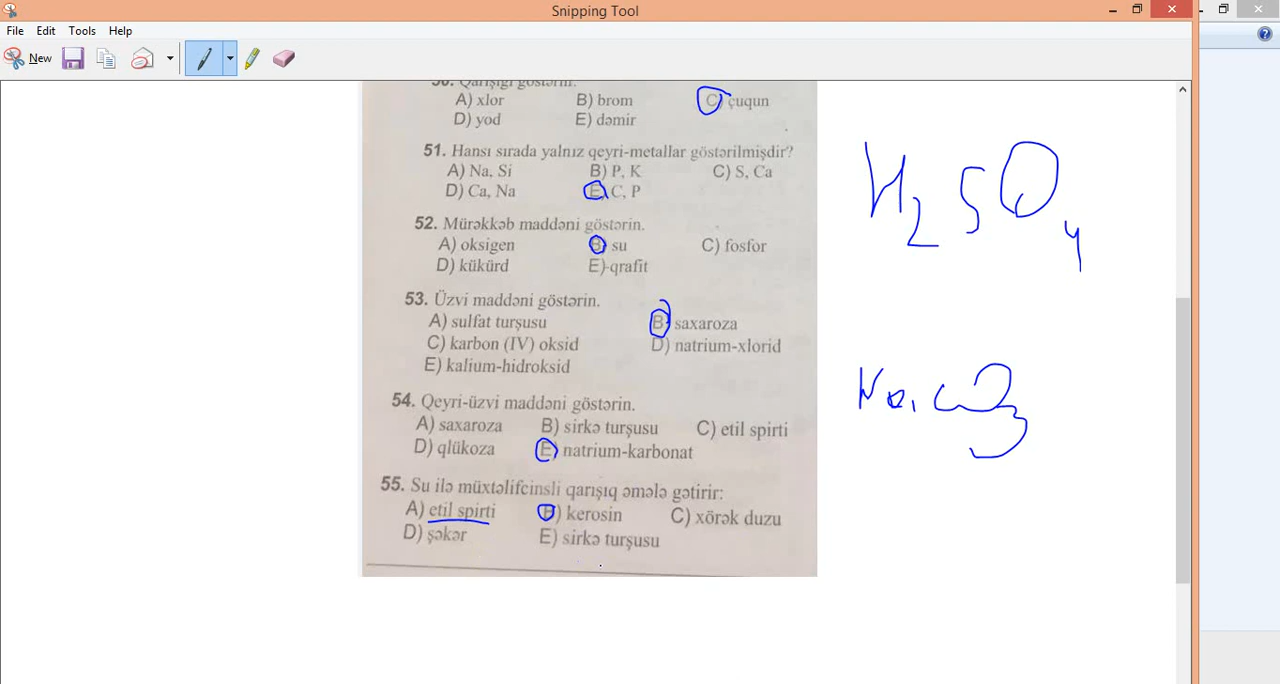 Snipping Tool
File Edit Tools Help
New
50. Qarışığı göstərin.
A) xlor B) brom C) çuqun
D) yod E) dəmir
51. Hansı sırada yalnız qeyri-metallar göstərilmişdir?
A) Na, Si B) P, K C) S, Ca
D) Ca, Na E) C, P
52. Mürəkkəb maddəni göstərin.
A) oksigen B) su C) fosfor
D) kükürd E) qrafit
53. Üzvi maddəni göstərin.
A) sulfat turşusu B) saxaroza
C) karbon (IV) oksid D) natrium-xlorid
E) kalium-hidroksid
54. Qeyri-üzvi maddəni göstərin.
A) saxaroza B) sirkə turşusu C) etil spirti
D) qlükoza E) natrium-karbonat
55. Su ilə müxtəlifcinsli qarışıq əmələ gətirir:
A) etil spirti B) kerosin C) xörək duzu
D) şəkər E) sirkə turşusu
H2SO4